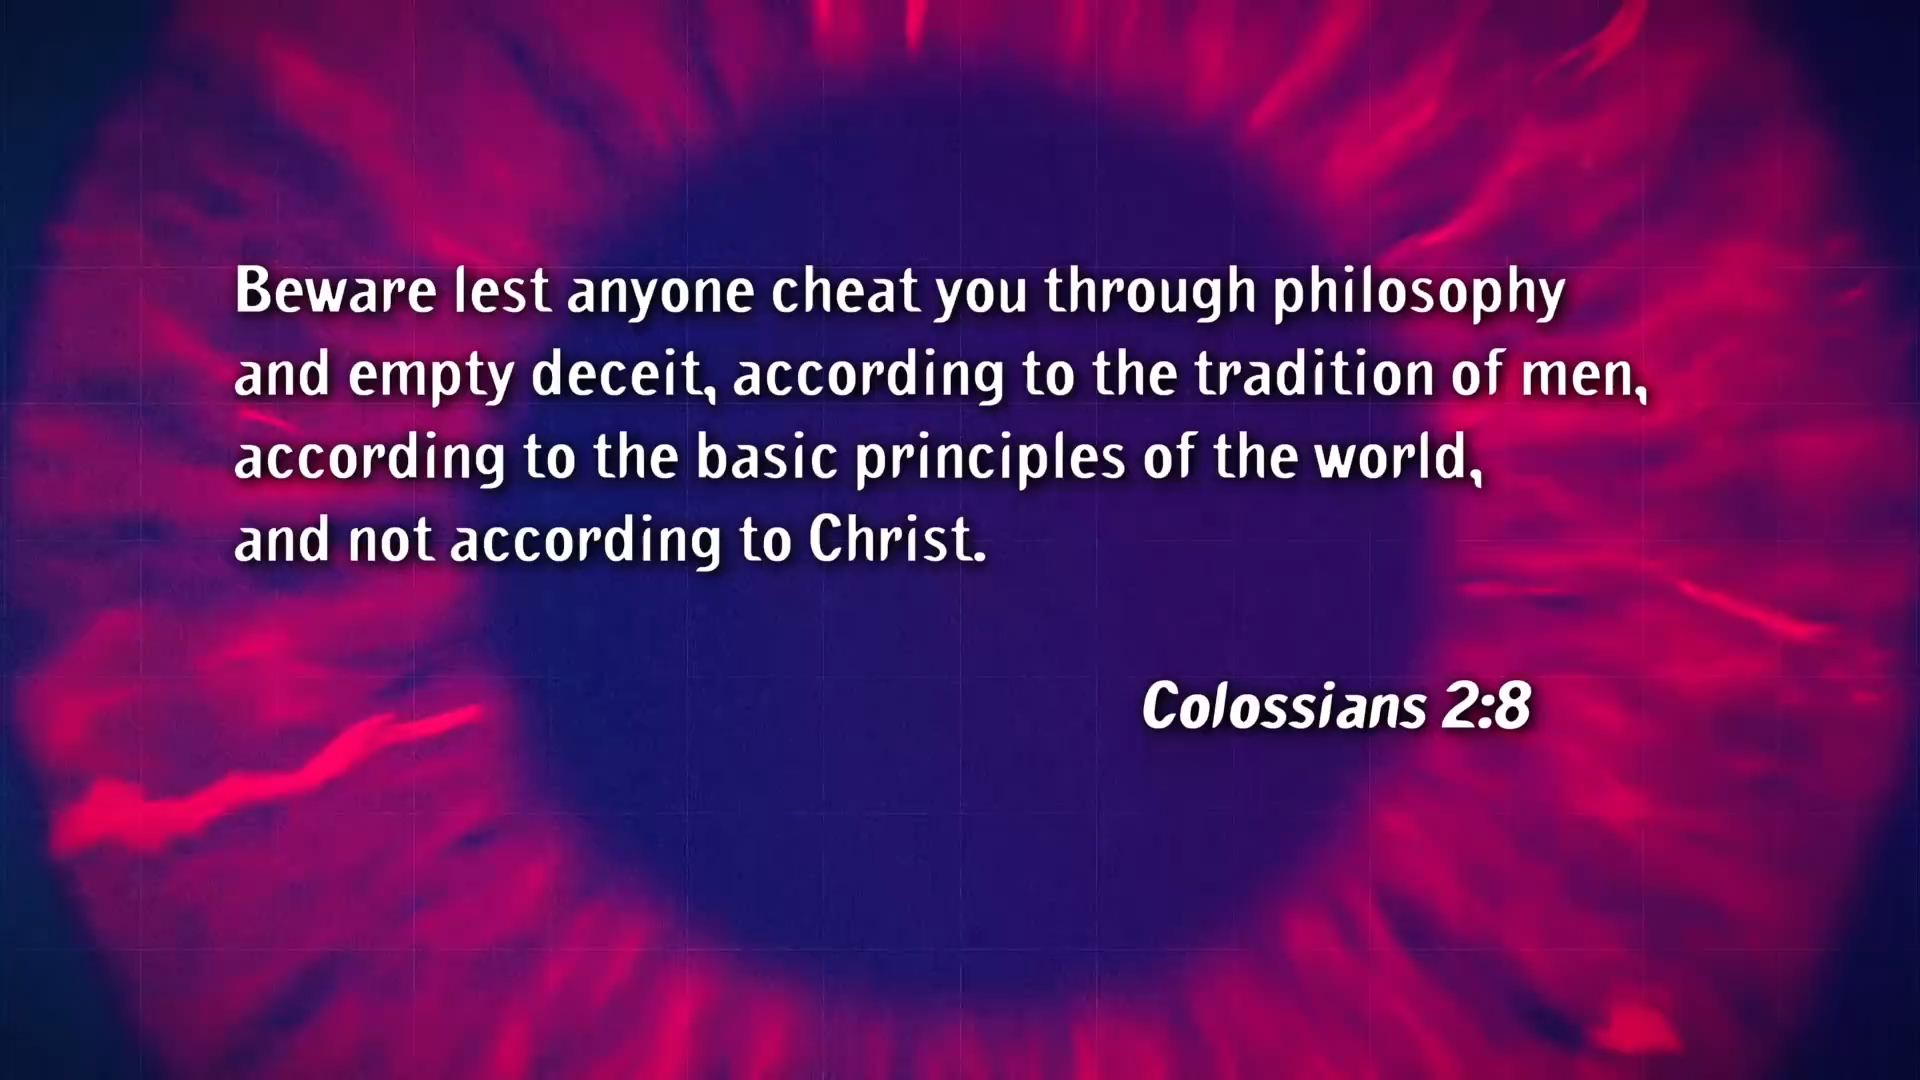 Beware lest anyone cheat you through philosophy
and empty deceit, according to the tradition of men,
according to the basic principles of the world,
and not according to Christ.
Colossians 2:8